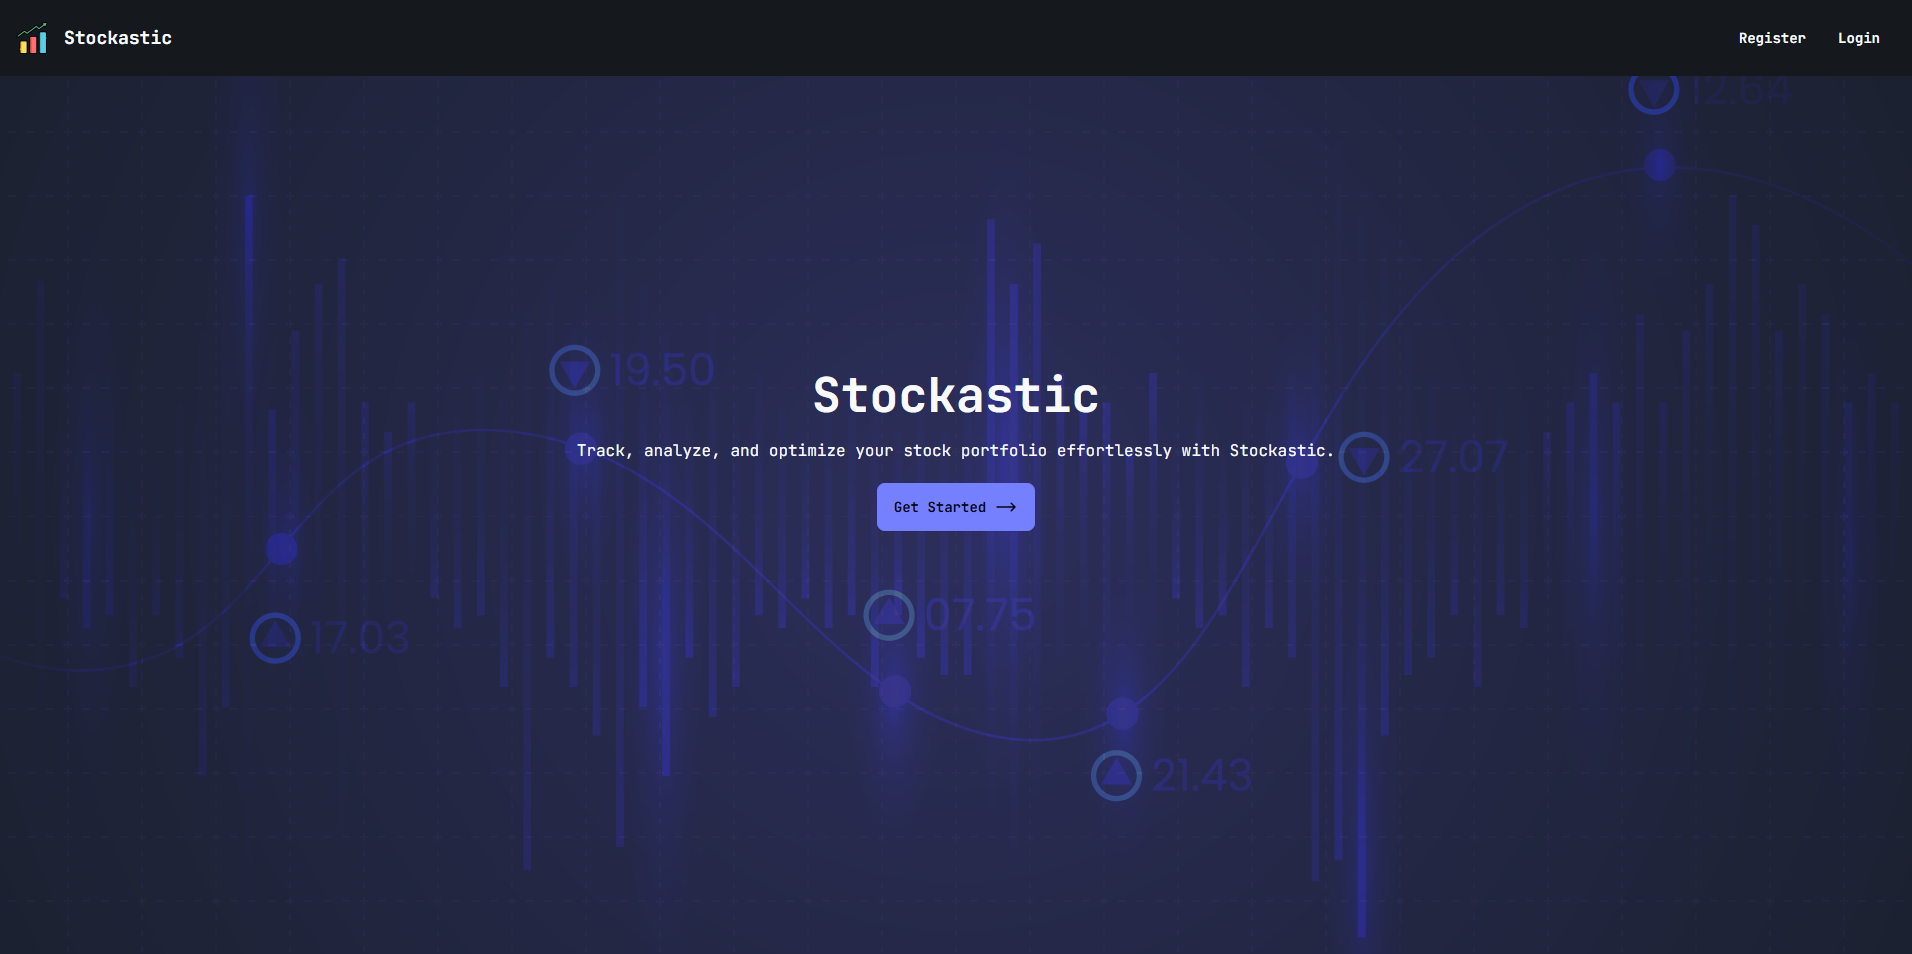 Stockastic
Register
Login
12.64
19.50
Stockastic
Track, analyze, and optimize your stock portfolio effortlessly with Stockastic.
27.07
Get Started
07.75
17.03
21.43